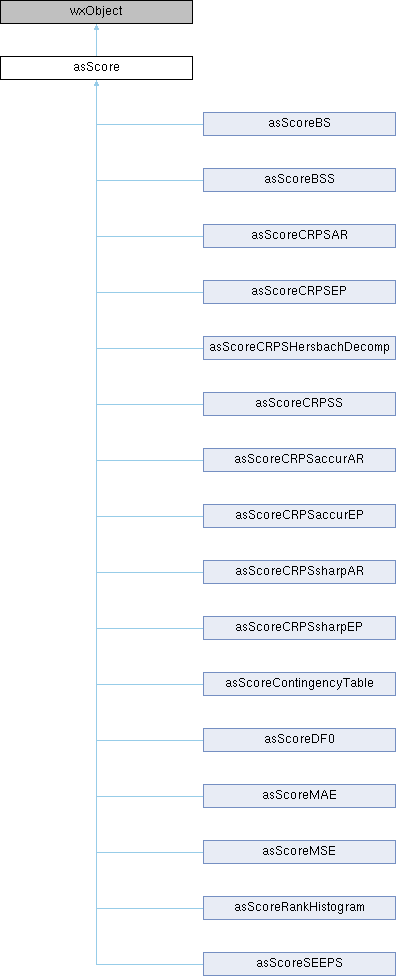 wxObject
asScore
asScoreBS
asScoreBSS
asScoreCRPSAR
asScoreCRPSEP
asScoreCRPSHersbachDecomp
asScoreCRPSS
asScoreCRPSaccurAR
asScoreCRPSaccurEP
asScoreCRPSsharpAR
asScoreCRPSsharpEP
asScoreContingencyTable
asScoreDF0
asScoreMAE
asScoreMSE
asScoreRankHistogram
asScoreSEEPS